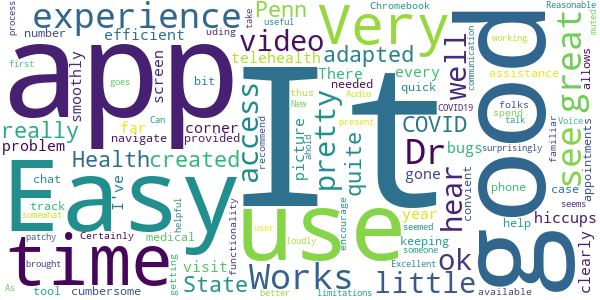 Penn
Chromebook
useful
process
experience
Very
Reasonable
take
number
efficient
uding
video
adapted
muted
app
smoothly
screen
telehealth
There
every
well
working
first
bit
thus
needed
quick
COVID19
folks
spend
assistance
goes
New
It
good
see
great
communication
really
far
corner
Audio
COVID
talk
allows
problem
navigate
provided
access
picture
pretty
recommend
ahold
present
Can
Voice
familiar
surprisingly
Health
created
quite
Dr
bugs
hear
convient
appointments
Easy
I've
use
gone
phone
case
seems
chat
year
help
hiccups
track
medical
helpful
functionality
user
encourage
keeping
seemed
someone
clearly
somewhat
time
patchy
Certainly
visit
State
cloudly
Works
ok
Excellent
brought
getting
little
As
tool
cumbersome
better
limitations
available